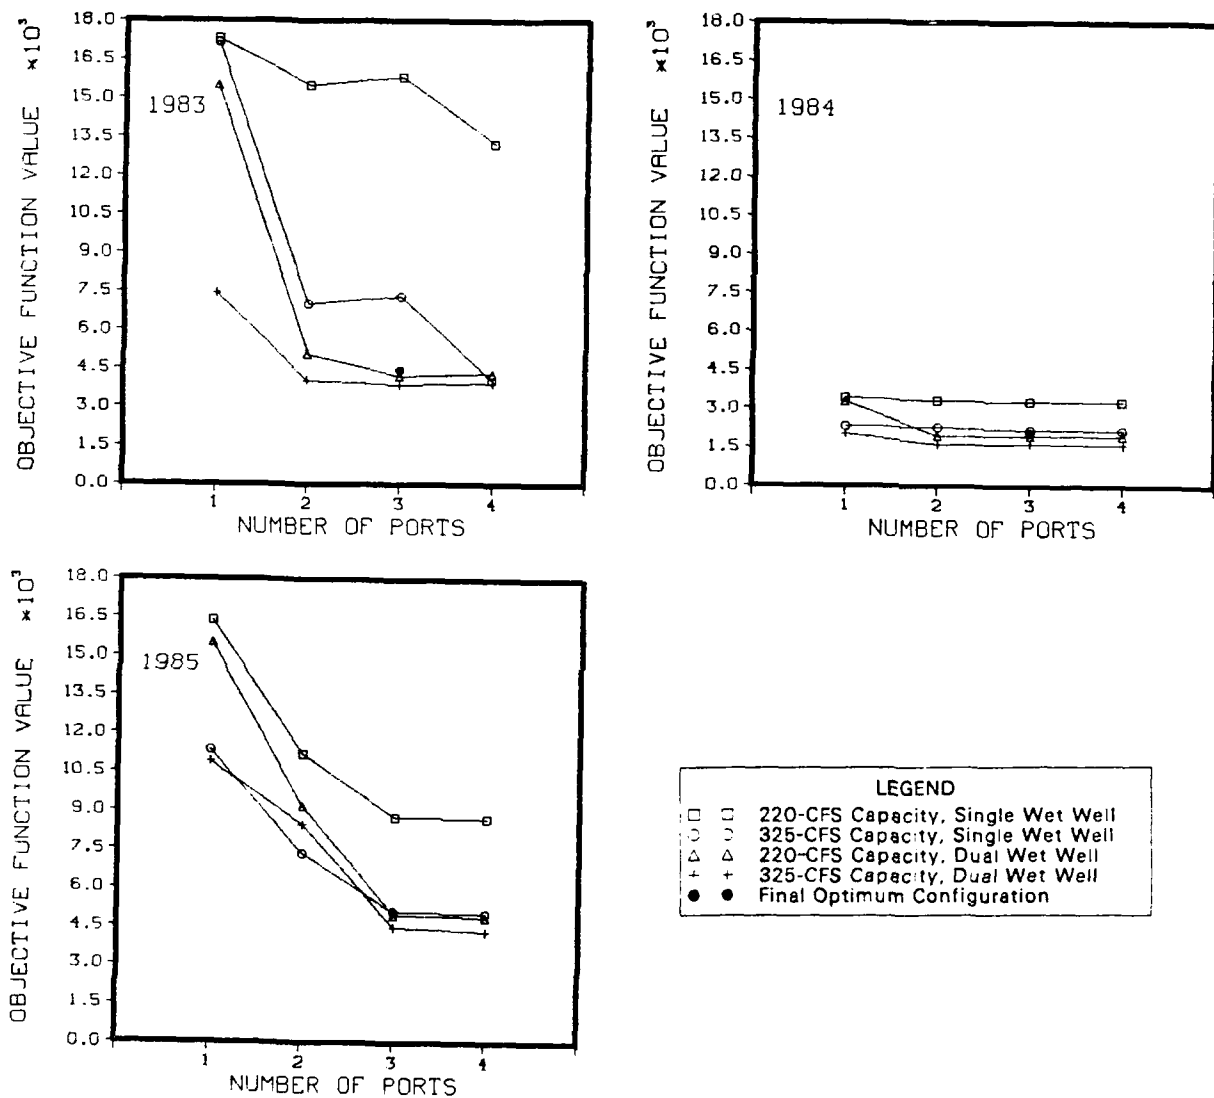 OBJECTIVE FUNCTION VALUE *10³
18.0
16.5
15.0
13.5
12.0
10.5
9.0
7.5
6.0
4.5
3.0
1.5
0.0
1983
1 2 3 4
NUMBER OF PORTS
OBJECTIVE FUNCTION VALUE *10³
18.0
16.5
15.0
13.5
12.0
10.5
9.0
7.5
6.0
4.5
3.0
1.5
0.0
1984
1 2 3 4
NUMBER OF PORTS
OBJECTIVE FUNCTION VALUE *10³
18.0
16.5
15.0
13.5
12.0
10.5
9.0
7.5
6.0
4.5
3.0
1.5
0.0
1985
1 2 3 4
NUMBER OF PORTS
LEGEND
220-CFS Capacity, Single Wet Well
325-CFS Capacity, Single Wet Well
220-CFS Capacity, Dual Wet Well
325-CFS Capacity, Dual Wet Well
Final Optimum Configuration